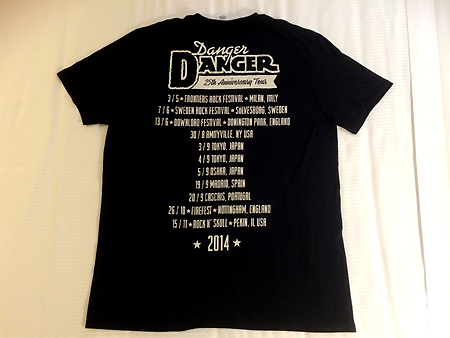 Danger
DANGER
25th Anniversary Tour
3 / 5 ★ FRONTIERS ROCK FESTIVAL ★ MILAN, ITALY
7 / 6 ★ SWEDEN ROCK FESTIVAL ★ SOLVESBORG, SWEDEN
13 / 6 ★ DOWNLOAD FESTIVAL ★ DONINGTON PARK, ENGLAND
30 / 8 AMITYVILLE, NY USA
3 / 9 TOKYO, JAPAN
4 / 9 TOKYO, JAPAN
5 / 9 OSAKA, JAPAN
19 / 9 MADRID, SPAIN
20 / 9 CASCAIS, PORTUGAL
26 / 10 ★ FIREFEST ★ NOTTINGHAM, ENGLAND
15 / 11 ★ ROCK N' SKULL ★ PEKIN, IL USA
★ 2014 ★